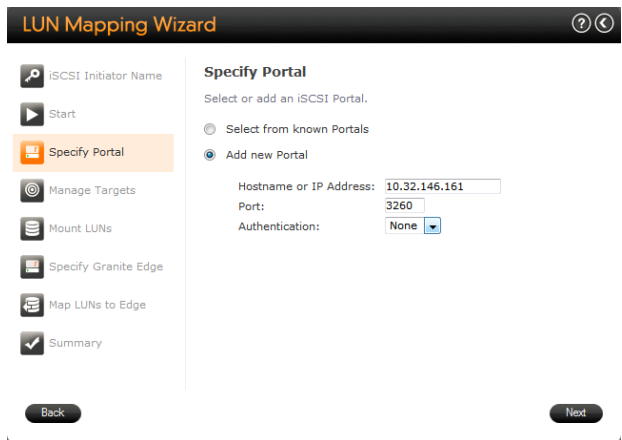 LUN Mapping Wizard
?
iSCSI Initiator Name
Start
Specify Portal
Manage Targets
Mount LUNs
Specify Granite Edge
Map LUNs to Edge
Summary
Specify Portal
Select or add an iSCSI Portal.
Select from known Portals
Add new Portal
Hostname or IP Address: 10.32.146.161
Port: 3260
Authentication: None
Back
Next